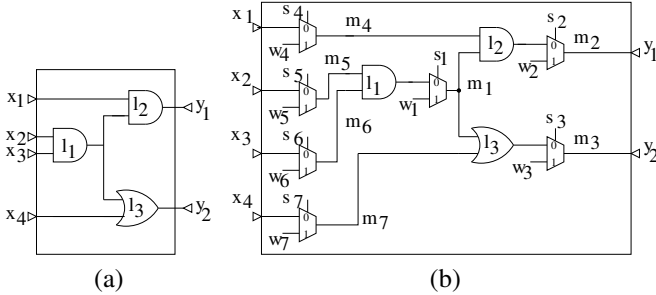 x1 s4 0 1 w4 m4 l2 s2 0 1 w2 m2 y1
x2 s5 0 1 w5 m5 l1 s1 0 1 w1 m1
x3 s6 0 1 w6 m6 l3 s3 0 1 w3 m3 y2
x4 s7 0 1 w7 m7
x1 l2 y1
x2 x3 l1
x4 l3 y2
(a) (b)